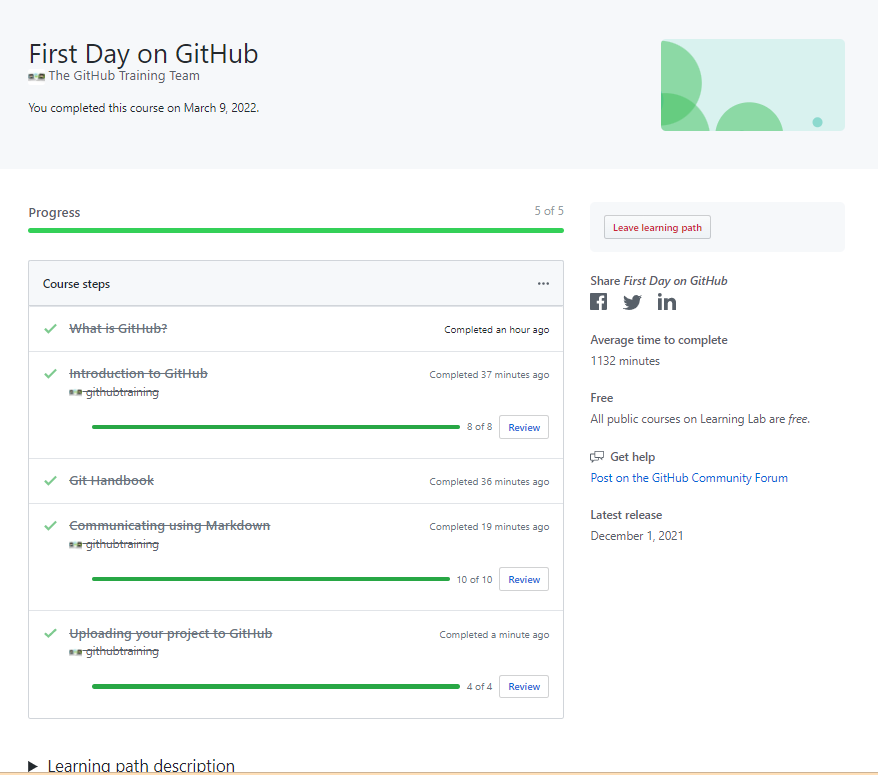 First Day on GitHub
The GitHub Training Team
You completed this course on March 9, 2022.
Progress
5 of 5
Course steps
What is GitHub?
Completed an hour ago
Introduction to GitHub
Completed 37 minutes ago
githubtraining
8 of 8
Review
Git Handbook
Completed 36 minutes ago
Communicating using Markdown
Completed 19 minutes ago
githubtraining
10 of 10
Review
Uploading your project to GitHub
Completed a minute ago
githubtraining
4 of 4
Review
Learning path description
Leave learning path
Share First Day on GitHub
Average time to complete
1132 minutes
Free
All public courses on Learning Lab are free.
Get help
Post on the GitHub Community Forum
Latest release
December 1, 2021